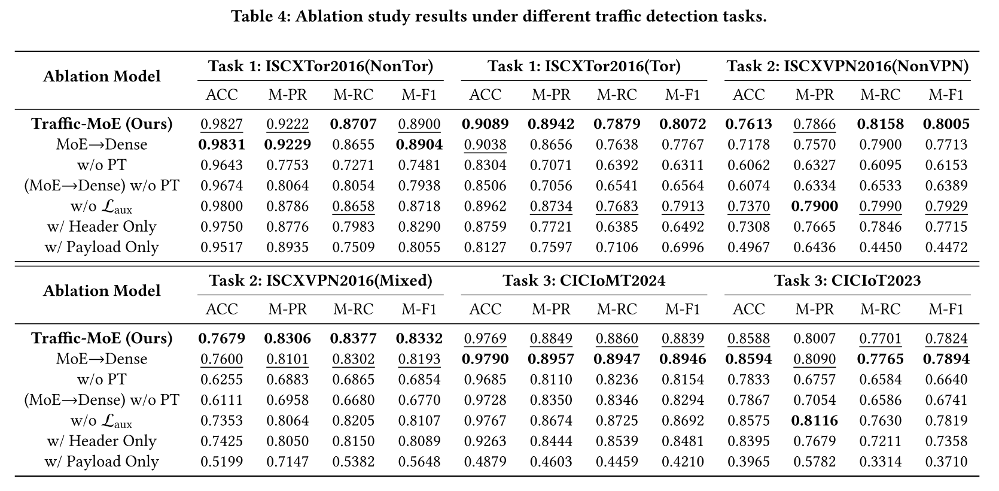 Table 4: Ablation study results under different traffic detection tasks.
Ablation Model Task 1: ISCXTor2016(NonTor) Task 1: ISCXTor2016(Tor) Task 2: ISCXVPN2016(NonVPN)
ACC M-PR M-RC M-F1 ACC M-PR M-RC M-F1 ACC M-PR M-RC M-F1
Traffic-MoE (Ours) 0.9827 0.9222 0.8707 0.8900 0.9089 0.8942 0.7879 0.8072 0.7613 0.7866 0.8158 0.8005
MoE→Dense 0.9831 0.9229 0.8655 0.8904 0.9038 0.8656 0.7638 0.7767 0.7178 0.7570 0.7900 0.7713
w/o PT 0.9643 0.7753 0.7271 0.7481 0.8304 0.7071 0.6392 0.6311 0.6062 0.6327 0.6095 0.6153
(MoE→Dense) w/o PT 0.9674 0.8064 0.8054 0.7938 0.8506 0.7056 0.6541 0.6564 0.6074 0.6334 0.6533 0.6389
w/o ℒaux 0.9800 0.8786 0.8658 0.8718 0.8962 0.8734 0.7683 0.7913 0.7370 0.7900 0.7990 0.7929
w/ Header Only 0.9750 0.8776 0.7983 0.8290 0.8759 0.7721 0.6385 0.6492 0.7308 0.7665 0.7846 0.7715
w/ Payload Only 0.9517 0.8935 0.7509 0.8055 0.8127 0.7597 0.7106 0.6996 0.4967 0.6436 0.4450 0.4472
Ablation Model Task 2: ISCXVPN2016(Mixed) Task 3: CICIoMT2024 Task 3: CICIoT2023
ACC M-PR M-RC M-F1 ACC M-PR M-RC M-F1 ACC M-PR M-RC M-F1
Traffic-MoE (Ours) 0.7679 0.8306 0.8377 0.8332 0.9769 0.8849 0.8860 0.8839 0.8588 0.8007 0.7701 0.7824
MoE→Dense 0.7600 0.8101 0.8302 0.8193 0.9790 0.8957 0.8947 0.8946 0.8594 0.8090 0.7765 0.7894
w/o PT 0.6255 0.6883 0.6865 0.6854 0.9685 0.8110 0.8236 0.8154 0.7833 0.6757 0.6584 0.6640
(MoE→Dense) w/o PT 0.6111 0.6958 0.6680 0.6770 0.9728 0.8350 0.8346 0.8294 0.7867 0.7054 0.6586 0.6741
w/o ℒaux 0.7353 0.8064 0.8205 0.8107 0.9767 0.8674 0.8725 0.8692 0.8575 0.8116 0.7630 0.7819
w/ Header Only 0.7425 0.8050 0.8150 0.8089 0.9263 0.8444 0.8539 0.8481 0.8395 0.7679 0.7211 0.7358
w/ Payload Only 0.5199 0.7147 0.5382 0.5648 0.4879 0.4603 0.4459 0.4210 0.3965 0.5782 0.3314 0.3710